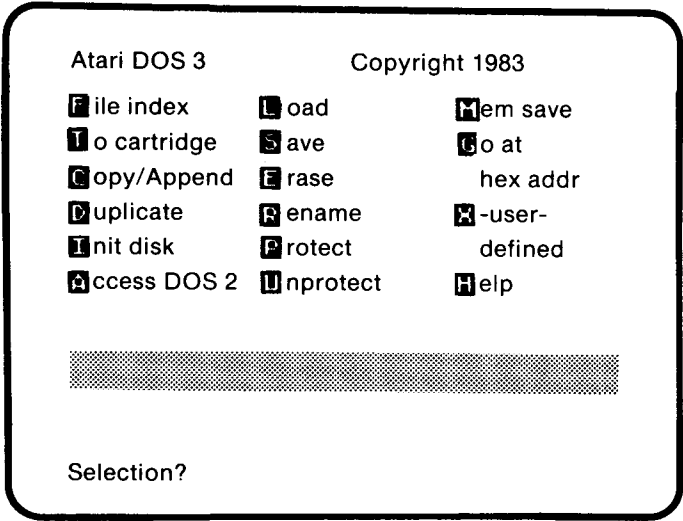 Atari DOS 3 Copyright 1983
File index Load Mem save
To cartridge Save Go at
Copy/Append Erase hex addr
Duplicate Rename X -user-
Init disk Protect defined
Access DOS 2 Unprotect Help
Selection?